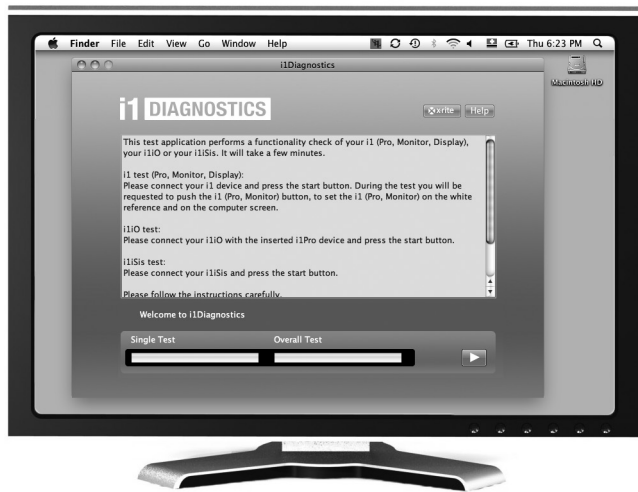 Finder File Edit View Go Window Help Thu 6:23 PM
i1Diagnostics
Macintosh HD
i1 DIAGNOSTICS
xrite Help
This test application performs a functionality check of your i1 (Pro, Monitor, Display),
your i1iO or your i1iSis. It will take a few minutes.
i1 test (Pro, Monitor, Display):
Please connect your i1 device and press the start button. During the test you will be
requested to push the i1 (Pro, Monitor) button, to set the i1 (Pro, Monitor) on the white
reference and on the computer screen.
i1iO test:
Please connect your i1iO with the inserted i1Pro device and press the start button.
i1iSis test:
Please connect your i1iSis and press the start button.
Please follow the instructions carefully.
Welcome to i1Diagnostics
Single Test Overall Test